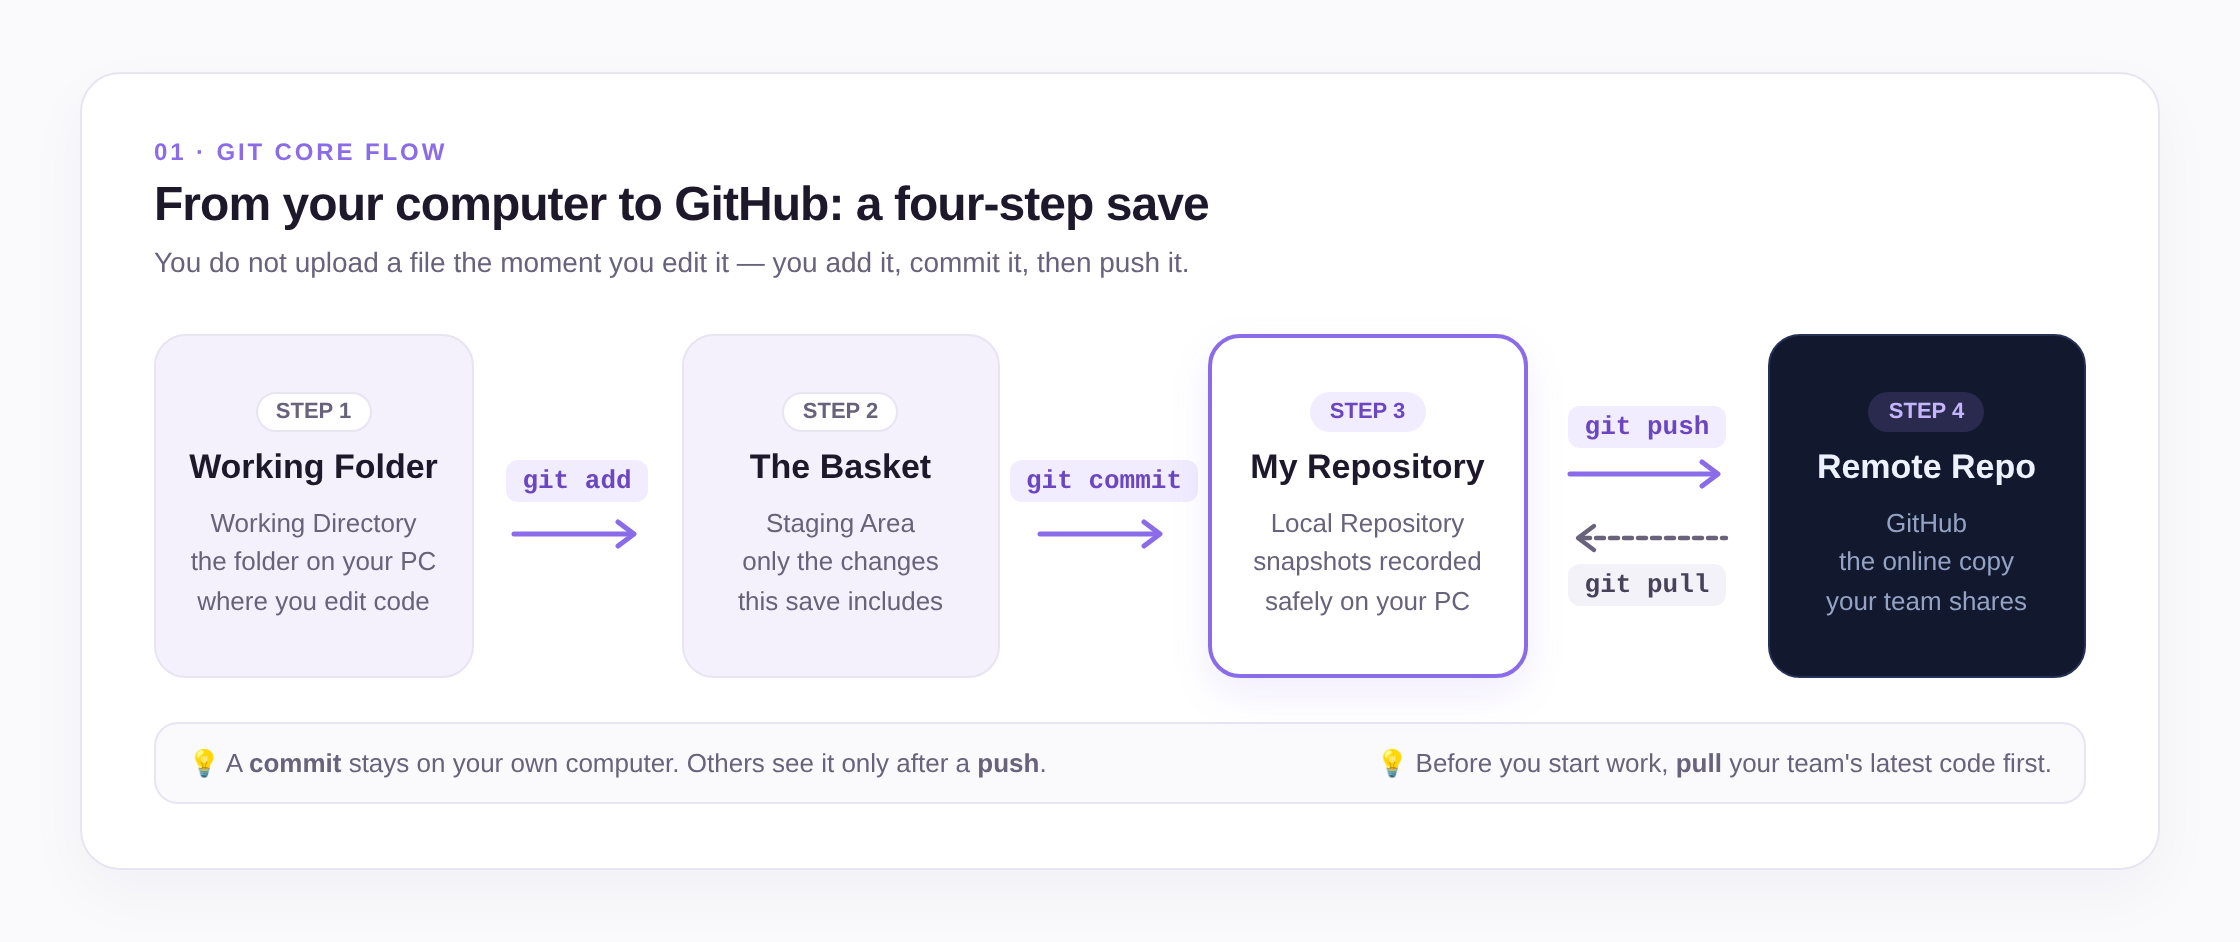 01 · GIT CORE FLOW
From your computer to GitHub: a four-step save
You do not upload a file the moment you edit it — you add it, commit it, then push it.
STEP 1
Working Folder
Working Directory
the folder on your PC
where you edit code
git add
STEP 2
The Basket
Staging Area
only the changes
this save includes
git commit
STEP 3
My Repository
Local Repository
snapshots recorded
safely on your PC
git push
git pull
STEP 4
Remote Repo
GitHub
the online copy
your team shares
💡 A commit stays on your own computer. Others see it only after a push.
💡 Before you start work, pull your team's latest code first.